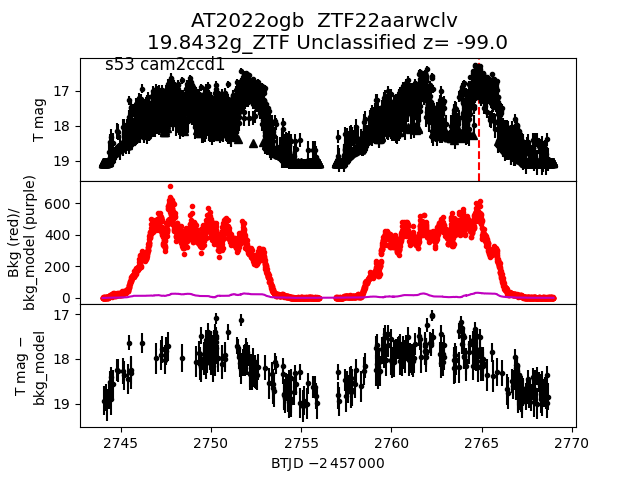 AT2022ogb  ZTF22aarwclv
19.8432g_ZTF Unclassified z= -99.0
s53 cam2ccd1
T mag
17
18
19
Bkg (red)/
bkg_model (purple)
600
400
200
0
T mag −
bkg_model
17
18
19
2745
2750
2755
2760
2765
2770
BTJD −2 457 000